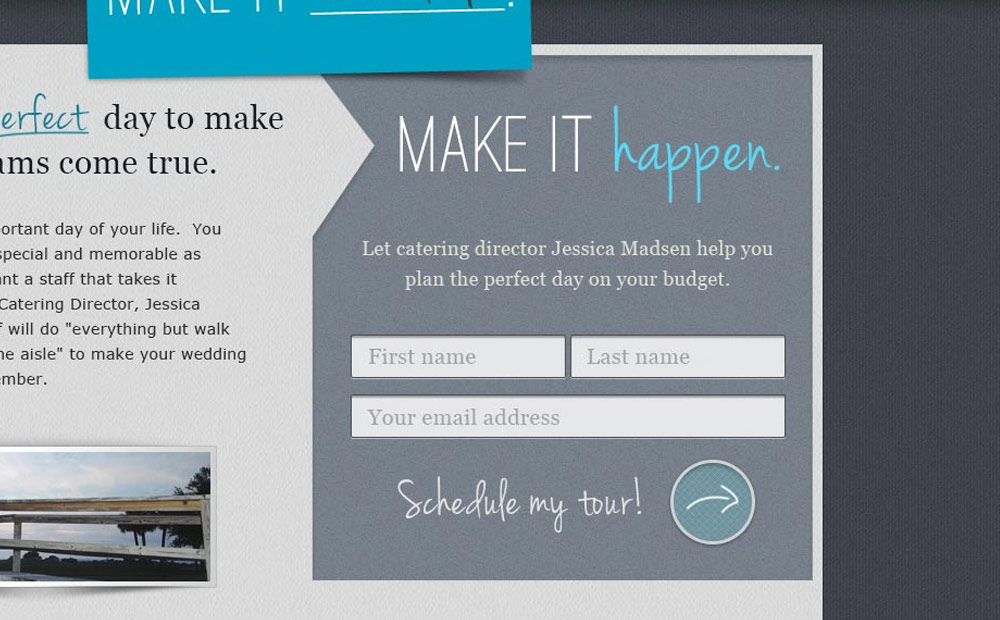 MAKE IT
erfect day to make
ams come true.
ortant day of your life. You
special and memorable as
nt a staff that takes it
Catering Director, Jessica
f will do "everything but walk
he aisle" to make your wedding
ember.
MAKE IT happen.
Let catering director Jessica Madsen help you
plan the perfect day on your budget.
First name Last name
Your email address
Schedule my tour!